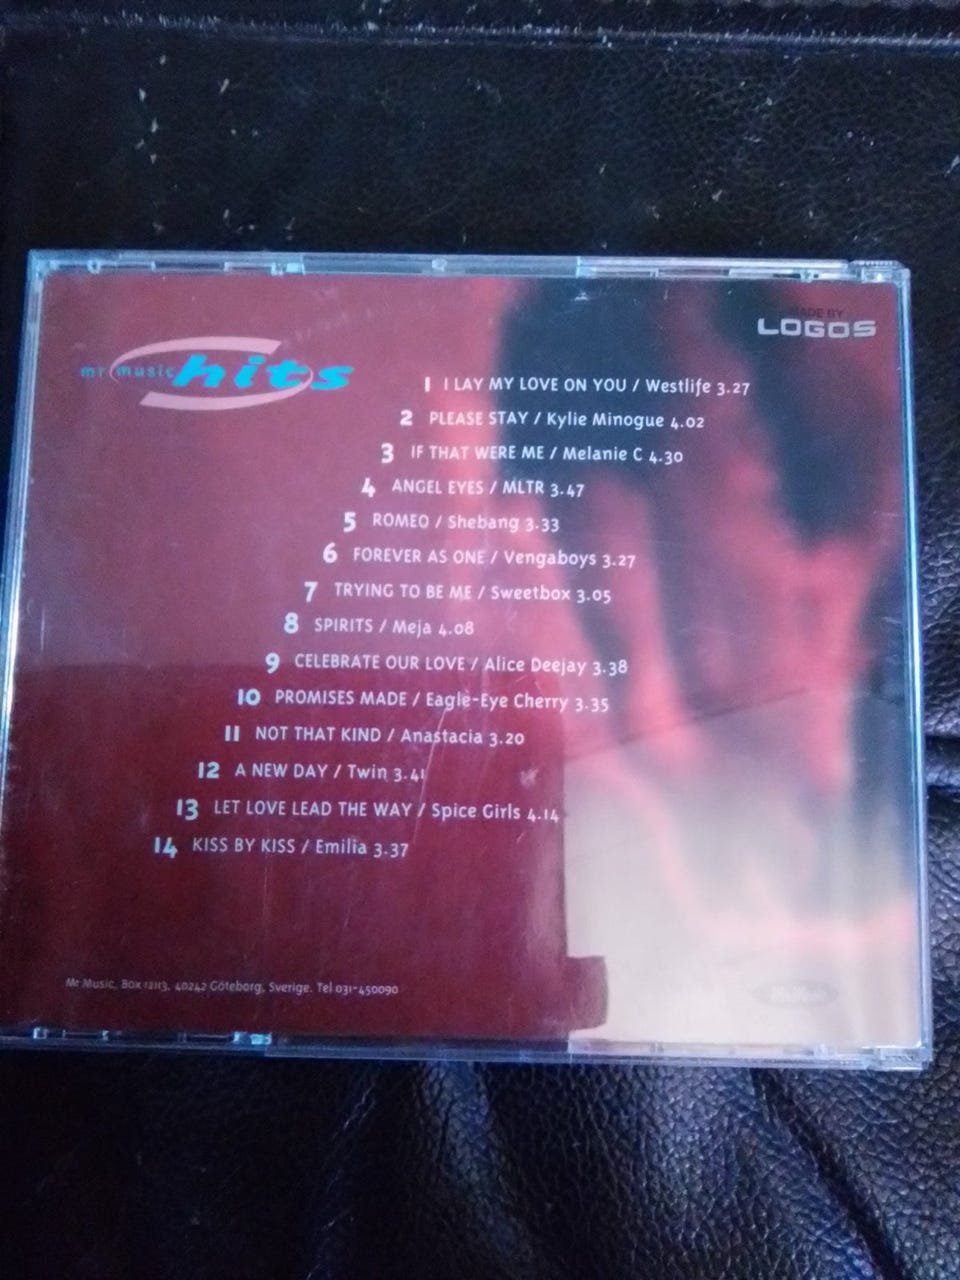 mr music hits
MADE BY
LOGOS
1 I LAY MY LOVE ON YOU / Westlife 3.27
2 PLEASE STAY / Kylie Minogue 4.02
3 IF THAT WERE ME / Melanie C 4.30
4 ANGEL EYES / MLTR 3.47
5 ROMEO / Shebang 3.33
6 FOREVER AS ONE / Vengaboys 3.27
7 TRYING TO BE ME / Sweetbox 3.05
8 SPIRITS / Meja 4.08
9 CELEBRATE OUR LOVE / Alice Deejay 3.38
10 PROMISES MADE / Eagle-Eye Cherry 3.35
11 NOT THAT KIND / Anastacia 3.20
12 A NEW DAY / Twin 3.41
13 LET LOVE LEAD THE WAY / Spice Girls 4.14
14 KISS BY KISS / Emilia 3.37
Mr Music, Box 12113, 40242 Göteborg, Sverige. Tel 031-450090